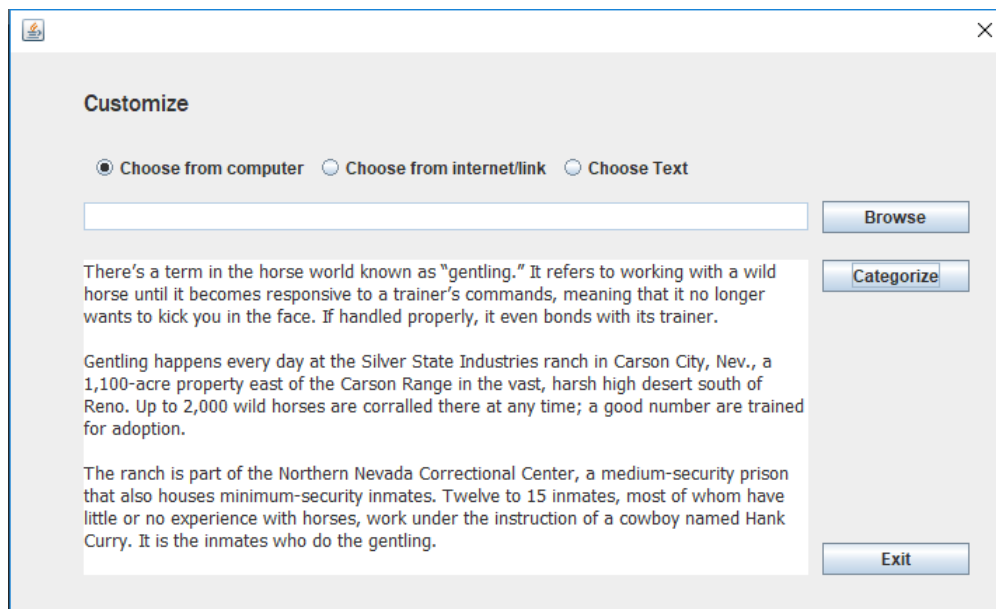 Customize
Choose from computer Choose from internet/link Choose Text
Browse
Categorize
There’s a term in the horse world known as “gentling.” It refers to working with a wild
horse until it becomes responsive to a trainer’s commands, meaning that it no longer
wants to kick you in the face. If handled properly, it even bonds with its trainer.
Gentling happens every day at the Silver State Industries ranch in Carson City, Nev., a
1,100-acre property east of the Carson Range in the vast, harsh high desert south of
Reno. Up to 2,000 wild horses are corralled there at any time; a good number are trained
for adoption.
The ranch is part of the Northern Nevada Correctional Center, a medium-security prison
that also houses minimum-security inmates. Twelve to 15 inmates, most of whom have
little or no experience with horses, work under the instruction of a cowboy named Hank
Curry. It is the inmates who do the gentling.
Exit